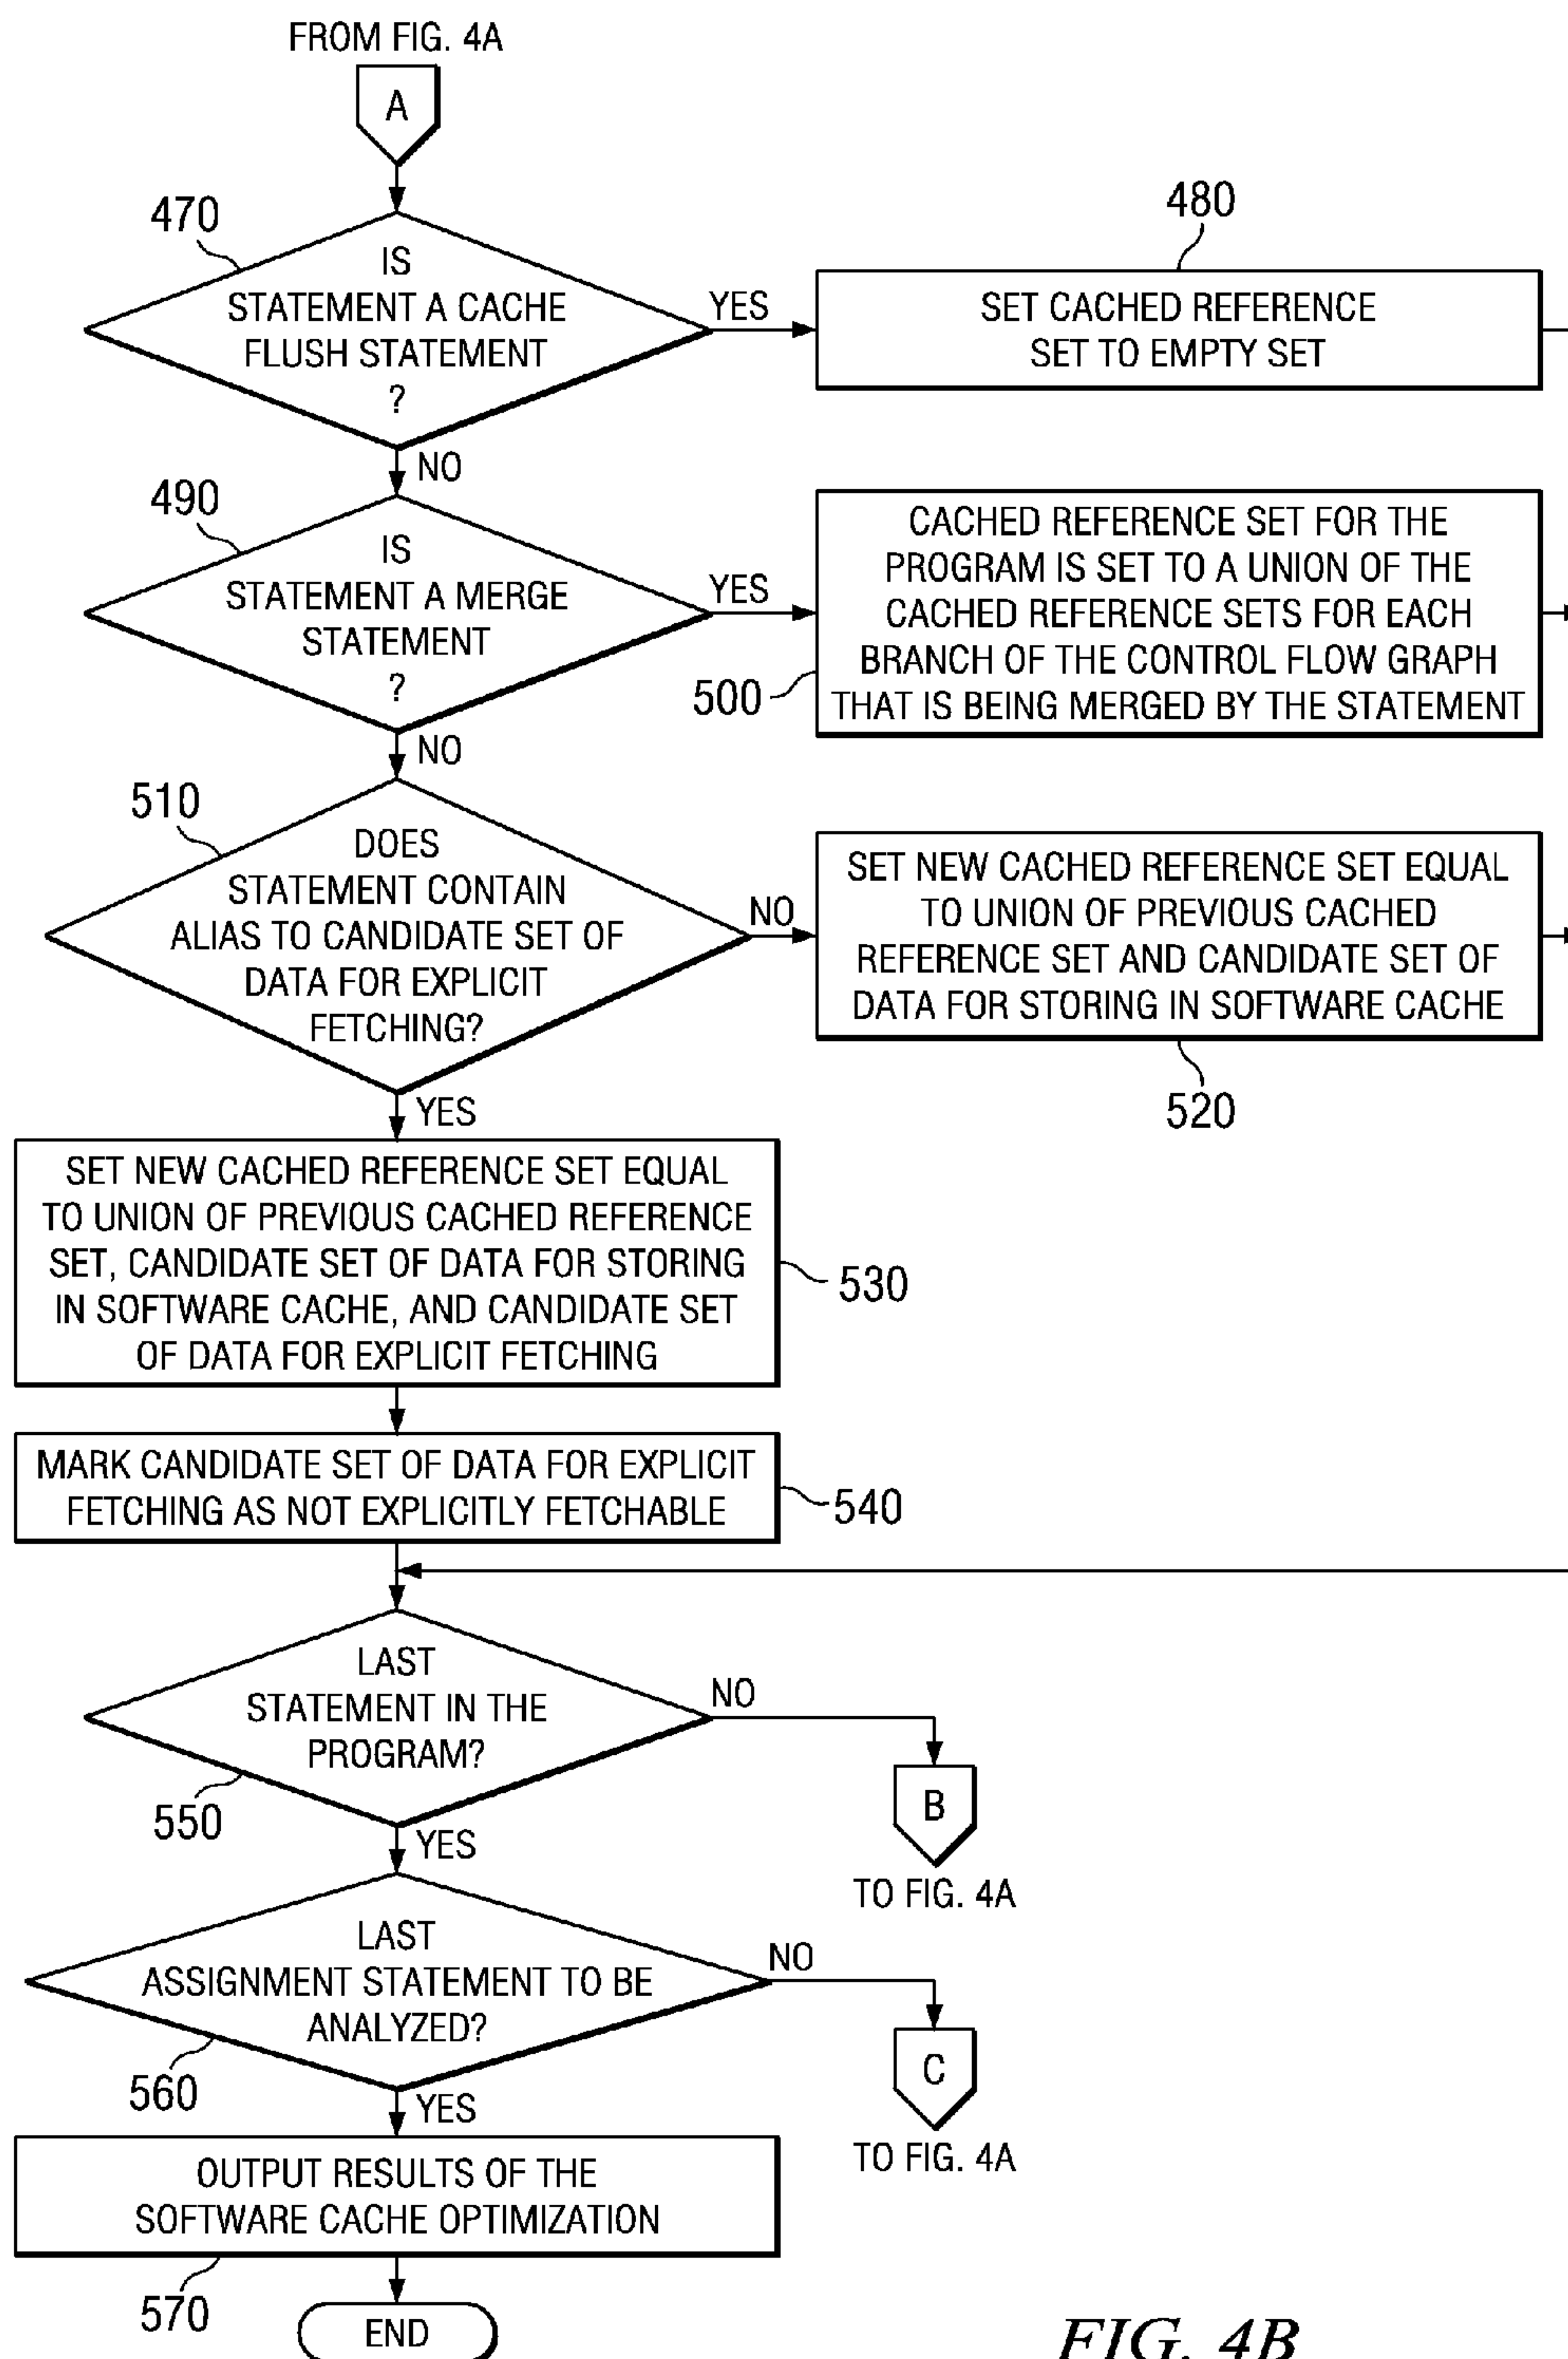 FROM FIG. 4A
A
470
IS
STATEMENT A CACHE
FLUSH STATEMENT
?
YES
480
SET CACHED REFERENCE
SET TO EMPTY SET
NO
490
IS
STATEMENT A MERGE
STATEMENT
?
YES
CACHED REFERENCE SET FOR THE
PROGRAM IS SET TO A UNION OF THE
CACHED REFERENCE SETS FOR EACH
BRANCH OF THE CONTROL FLOW GRAPH
THAT IS BEING MERGED BY THE STATEMENT
500
NO
510
DOES
STATEMENT CONTAIN
ALIAS TO CANDIDATE SET OF
DATA FOR EXPLICIT
FETCHING?
NO
SET NEW CACHED REFERENCE SET EQUAL
TO UNION OF PREVIOUS CACHED
REFERENCE SET AND CANDIDATE SET OF
DATA FOR STORING IN SOFTWARE CACHE
520
YES
SET NEW CACHED REFERENCE SET EQUAL
TO UNION OF PREVIOUS CACHED REFERENCE
SET, CANDIDATE SET OF DATA FOR STORING
IN SOFTWARE CACHE, AND CANDIDATE SET
OF DATA FOR EXPLICIT FETCHING
530
MARK CANDIDATE SET OF DATA FOR EXPLICIT
FETCHING AS NOT EXPLICITLY FETCHABLE
540
LAST
STATEMENT IN THE
PROGRAM?
550
NO
B
TO FIG. 4A
YES
LAST
ASSIGNMENT STATEMENT TO BE
ANALYZED?
560
NO
C
TO FIG. 4A
YES
OUTPUT RESULTS OF THE
SOFTWARE CACHE OPTIMIZATION
570
END
FIG. 4B